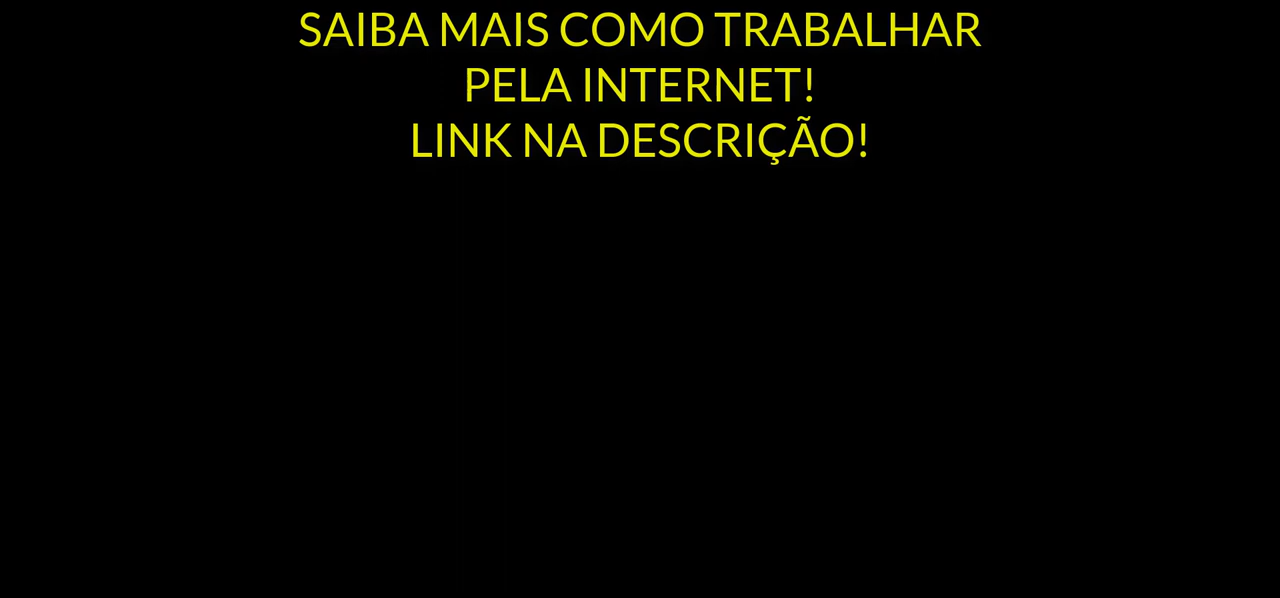 SAIBA MAIS COMO TRABALHAR
PELA INTERNET!
LINK NA DESCRIÇÃO!